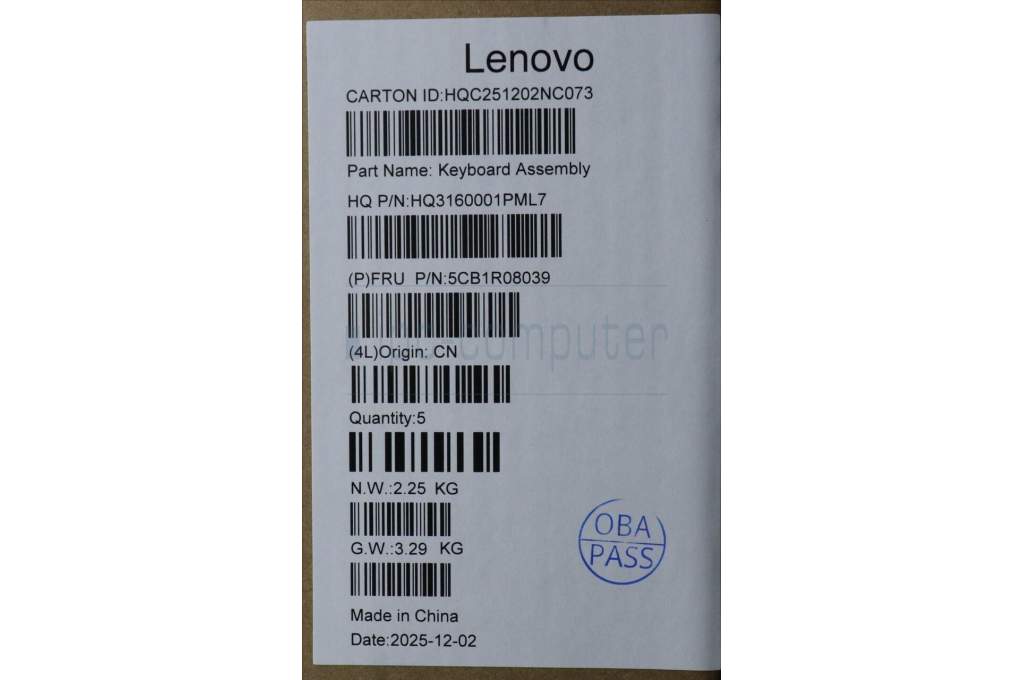 Lenovo
CARTON ID:HQC251202NC073
Part Name: Keyboard Assembly
HQ P/N:HQ3160001PML7
(P)FRU P/N:5CB1R08039
computer
(4L)Origin: CN
Quantity:5
N.W.:2.25 KG
OBA
PASS
G.W.:3.29 KG
Made in China
Date:2025-12-02